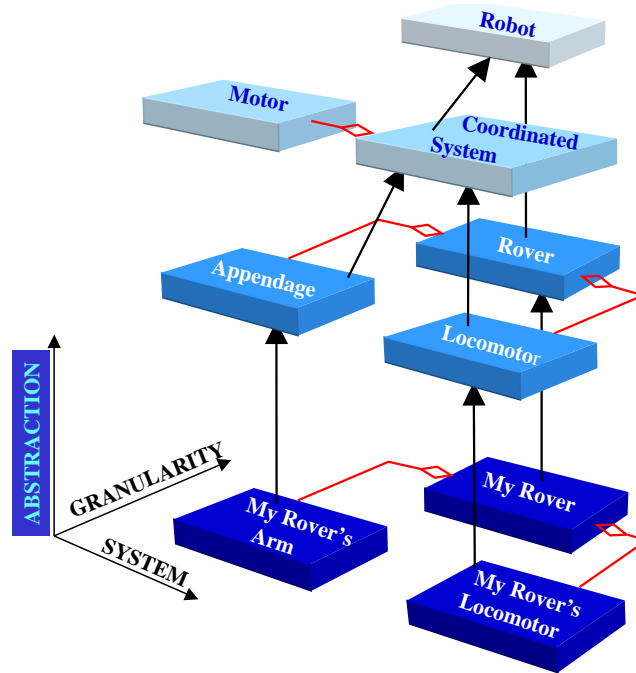 Robot
Motor
Coordinated
System
Rover
Appendage
Locomotor
ABSTRACTION
GRANULARITY
SYSTEM
My Rover
My Rover's
Arm
My Rover's
Locomotor